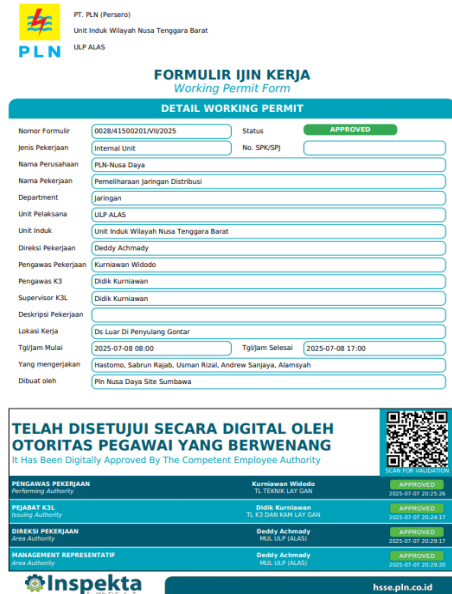 PT. PLN (Persero)
Unit Induk Wilayah Nusa Tenggara Barat
ULP ALAS
PLN
FORMULIR IJIN KERJA
Working Permit Form
DETAIL WORKING PERMIT
Nomor Formulir 0028/41500201/VII/2025 Status APPROVED
Jenis Pekerjaan Internal Unit No. SPK/SPJ
Nama Perusahaan PLN-Nusa Daya
Nama Pekerjaan Pemeliharaan Jaringan Distribusi
Department Jaringan
Unit Pelaksana ULP ALAS
Unit Induk Unit Induk Wilayah Nusa Tenggara Barat
Direksi Pekerjaan Deddy Achmady
Pengawas Pekerjaan Kurniawan Widodo
Pengawas K3 Didik Kurniawan
Supervisor K3L Didik Kurniawan
Deskripsi Pekerjaan
Lokasi Kerja Ds Luar Di Penyulang Gontar
Tgl/Jam Mulai 2025-07-08 08:00 Tgl/Jam Selesai 2025-07-08 17:00
Yang mengerjakan Hastomo, Sabrun Rajab, Usman Rizal, Andrew Sanjaya, Alamsyah
Dibuat oleh Pln Nusa Daya Site Sumbawa
TELAH DISETUJUI SECARA DIGITAL OLEH
OTORITAS PEGAWAI YANG BERWENANG
It Has Been Digitally Approved By The Competent Employee Authority
SCAN FOR VALIDATION
PENGAWAS PEKERJAAN Kurniawan Widodo APPROVED
Performing Authority TL TEKNIK LAY GAN 2025-07-07 20:25:26
PEJABAT K3L Didik Kurniawan APPROVED
Issuing Authority TL K3 DAN KAM LAY GAN 2025-07-07 20:24:17
DIREKSI PEKERJAAN Deddy Achmady APPROVED
Area Authority MUL ULP (ALAS) 2025-07-07 20:29:17
MANAGEMENT REPRESENTATIF Deddy Achmady APPROVED
Area Authority MUL ULP (ALAS) 2025-07-07 20:29:20
Inspekta
hsse.pln.co.id